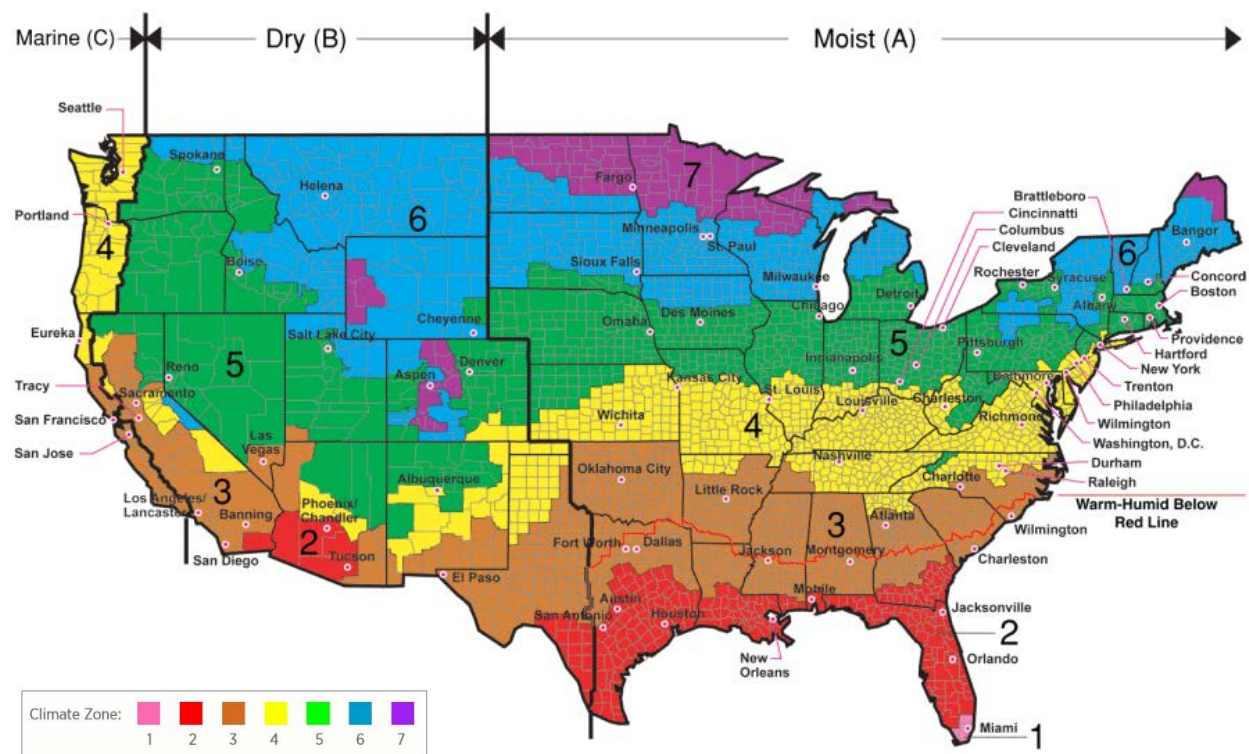 Marine (C)
Dry (B)
Moist (A)
Seattle
Spokane
Helena
Fargo
7
Brattleboro
Cincinnatti
Columbus
Cleveland
Portland
4
6
Minneapolis
St. Paul
6
Bangor
Boise
Sioux Falls
Milwaukee
Rochester
Syracuse
Concord
Boston
Chicago
Detroit
Albany
Eureka
Salt Lake City
Cheyenne
Omaha
Des Moines
Indianapolis
5
Pittsburgh
Providence
Hartford
New York
Reno
5
Aspen
Denver
Kansas City
St. Louis
Baltimore
Trenton
Tracy
Sacramento
Wichita
4
Louisville
Charleston
Richmond
Philadelphia
Wilmington
San Francisco
Washington, D.C.
San Jose
Las
Vegas
Albuquerque
Oklahoma City
Nashville
Charlotte
Durham
Raleigh
3
Los Angeles/
Lancaster
Banning
Phoenix/
Chandler
Little Rock
3
Atlanta
Warm-Humid Below
Red Line
San Diego
2
Tucson
El Paso
Fort Worth
Dallas
Jackson
Montgomery
Wilmington
Charleston
Austin
San Antonio
Houston
Mobile
Jacksonville
2
New
Orleans
Orlando
Miami
1
Climate Zone:
1 2 3 4 5 6 7